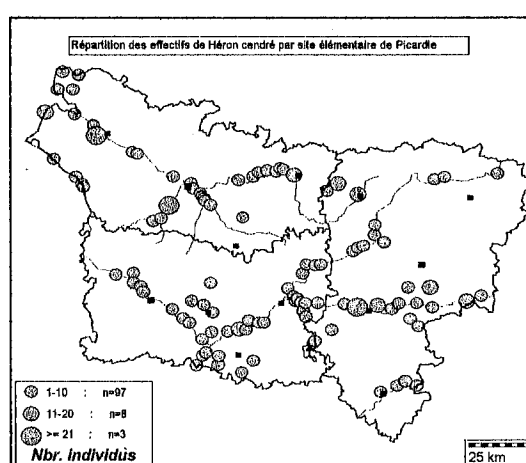 Répartition des effectifs de Héron cendré par site élémentaire de Picardie
1-10 : n=97
11-20 : n=8
>= 21 : n=3
Nbr. individus
25 km